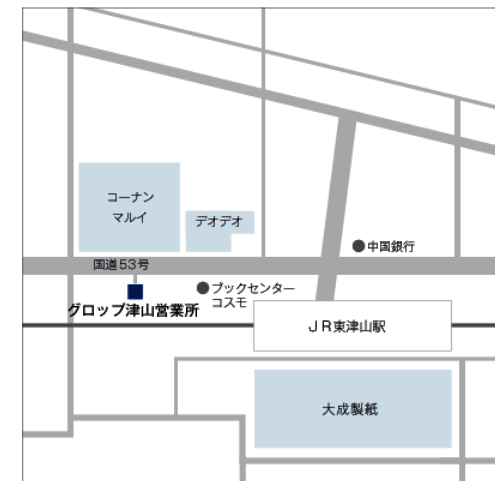 コーナン
マルイ
デオデオ
中国銀行
国道53号
ブックセンター
コスモ
グロップ津山営業所
JR東津山駅
大成製紙